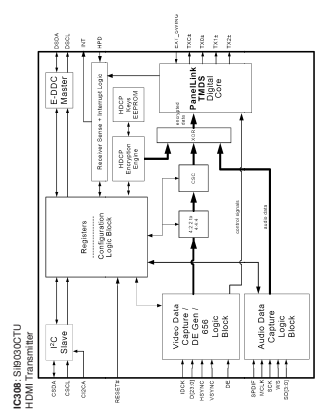 IC308: SII9030CTU
HDMI Transmitter
CSDA
CSCL
CI2CA
RESET#
IDCK
D[23:0]
HSYNC
VSYNC
DE
SPDIF
MCLK
SCK
WS
SD[3:0]
I²C
Slave
Registers
Configuration
Logic Block
Video Data
Capture /
DE Gen /
656
Logic
Block
Audio Data
Capture
Logic
Block
4:2:2 to
4:4:4
CSC
control signals
audio data
E-DDC
Master
Receiver Sense + Interrupt Logic
HDCP
Keys
EEPROM
HDCP
Encryption
Engine
XOR
encrypted
data
PanelLink
TMDS
Digital
Core
DSDA
DSCL
INT
HPD
EXT_SWING
TXC±
TX0±
TX1±
TX2±